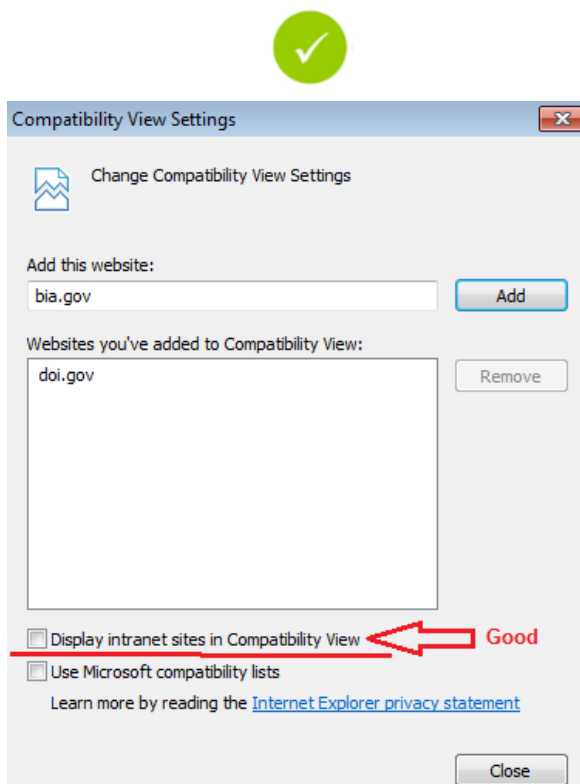 Compatibility View Settings
Change Compatibility View Settings
Add this website:
bia.gov
Add
Websites you've added to Compatibility View:
doi.gov
Remove
Display intranet sites in Compatibility View
Good
Use Microsoft compatibility lists
Learn more by reading the Internet Explorer privacy statement
Close